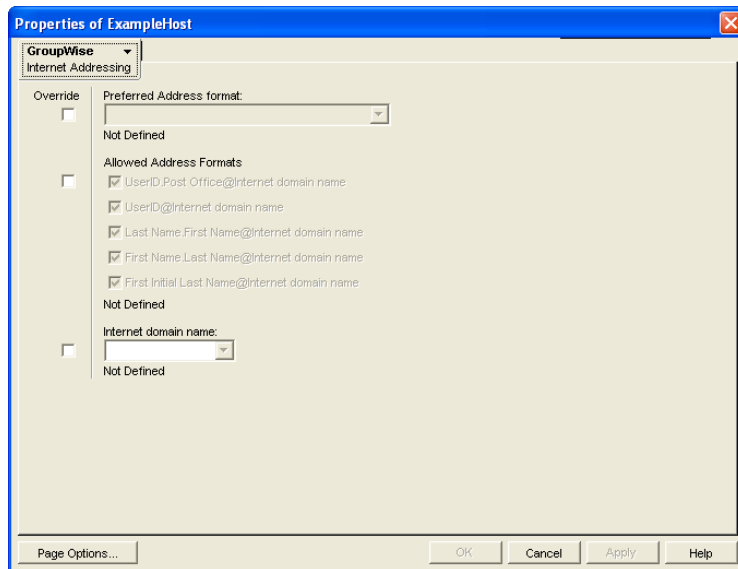 Properties of ExampleHost
GroupWise
Internet Addressing
Override
Preferred Address format:
Not Defined
Allowed Address Formats
UserID.Post Office@Internet domain name
UserID@Internet domain name
Last Name.First Name@Internet domain name
First Name.Last Name@Internet domain name
First Initial Last Name@Internet domain name
Not Defined
Internet domain name:
Not Defined
Page Options...
OK
Cancel
Apply
Help